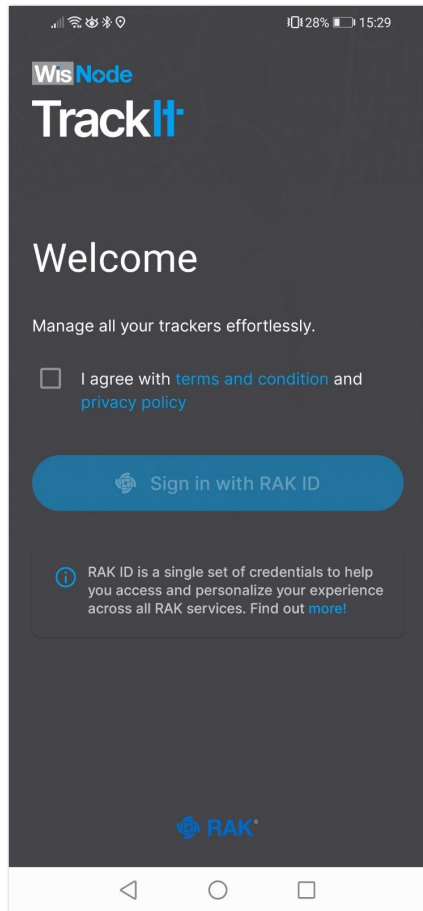 28% 15:29
WisNode
TrackIt
Welcome
Manage all your trackers effortlessly.
I agree with terms and condition and
privacy policy
Sign in with RAK ID
RAK ID is a single set of credentials to help
you access and personalize your experience
across all RAK services. Find out more!
RAK®